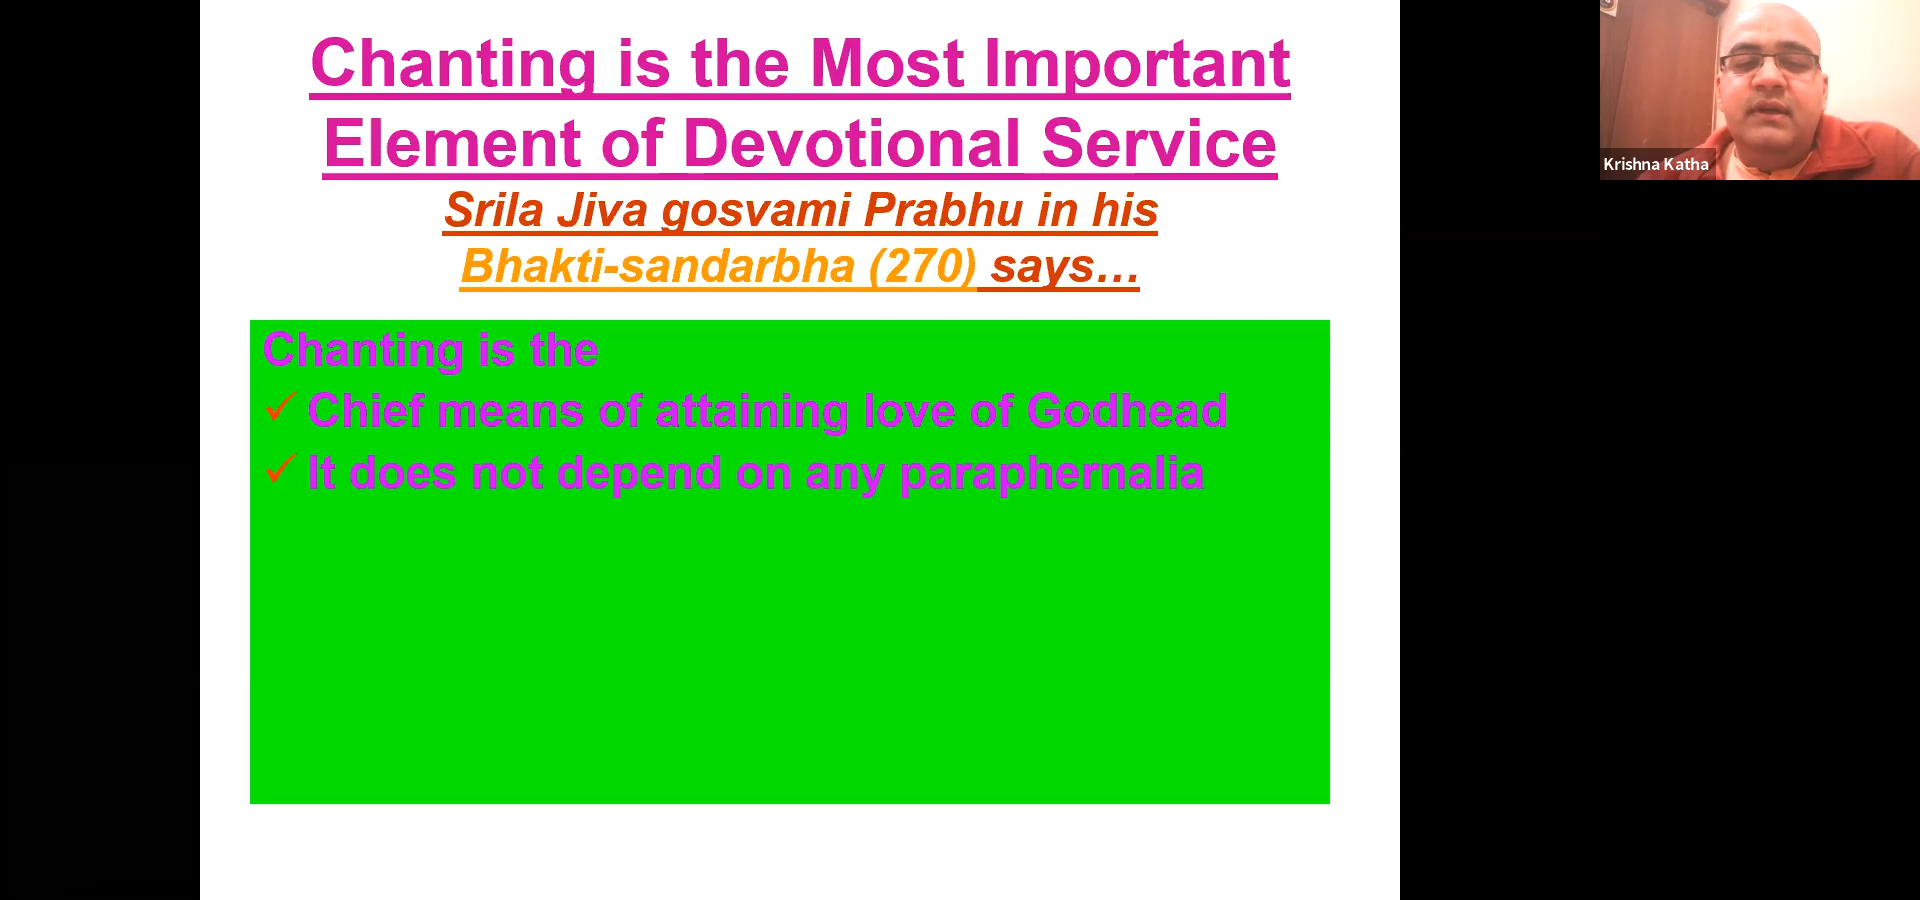 Chanting is the Most Important
Element of Devotional Service
Srila Jiva gosvami Prabhu in his
Bhakti-sandarbha (270) says...
Chanting is the
✓ Chief means of attaining love of Godhead
✓ It does not depend on any paraphernalia
Krishna Katha